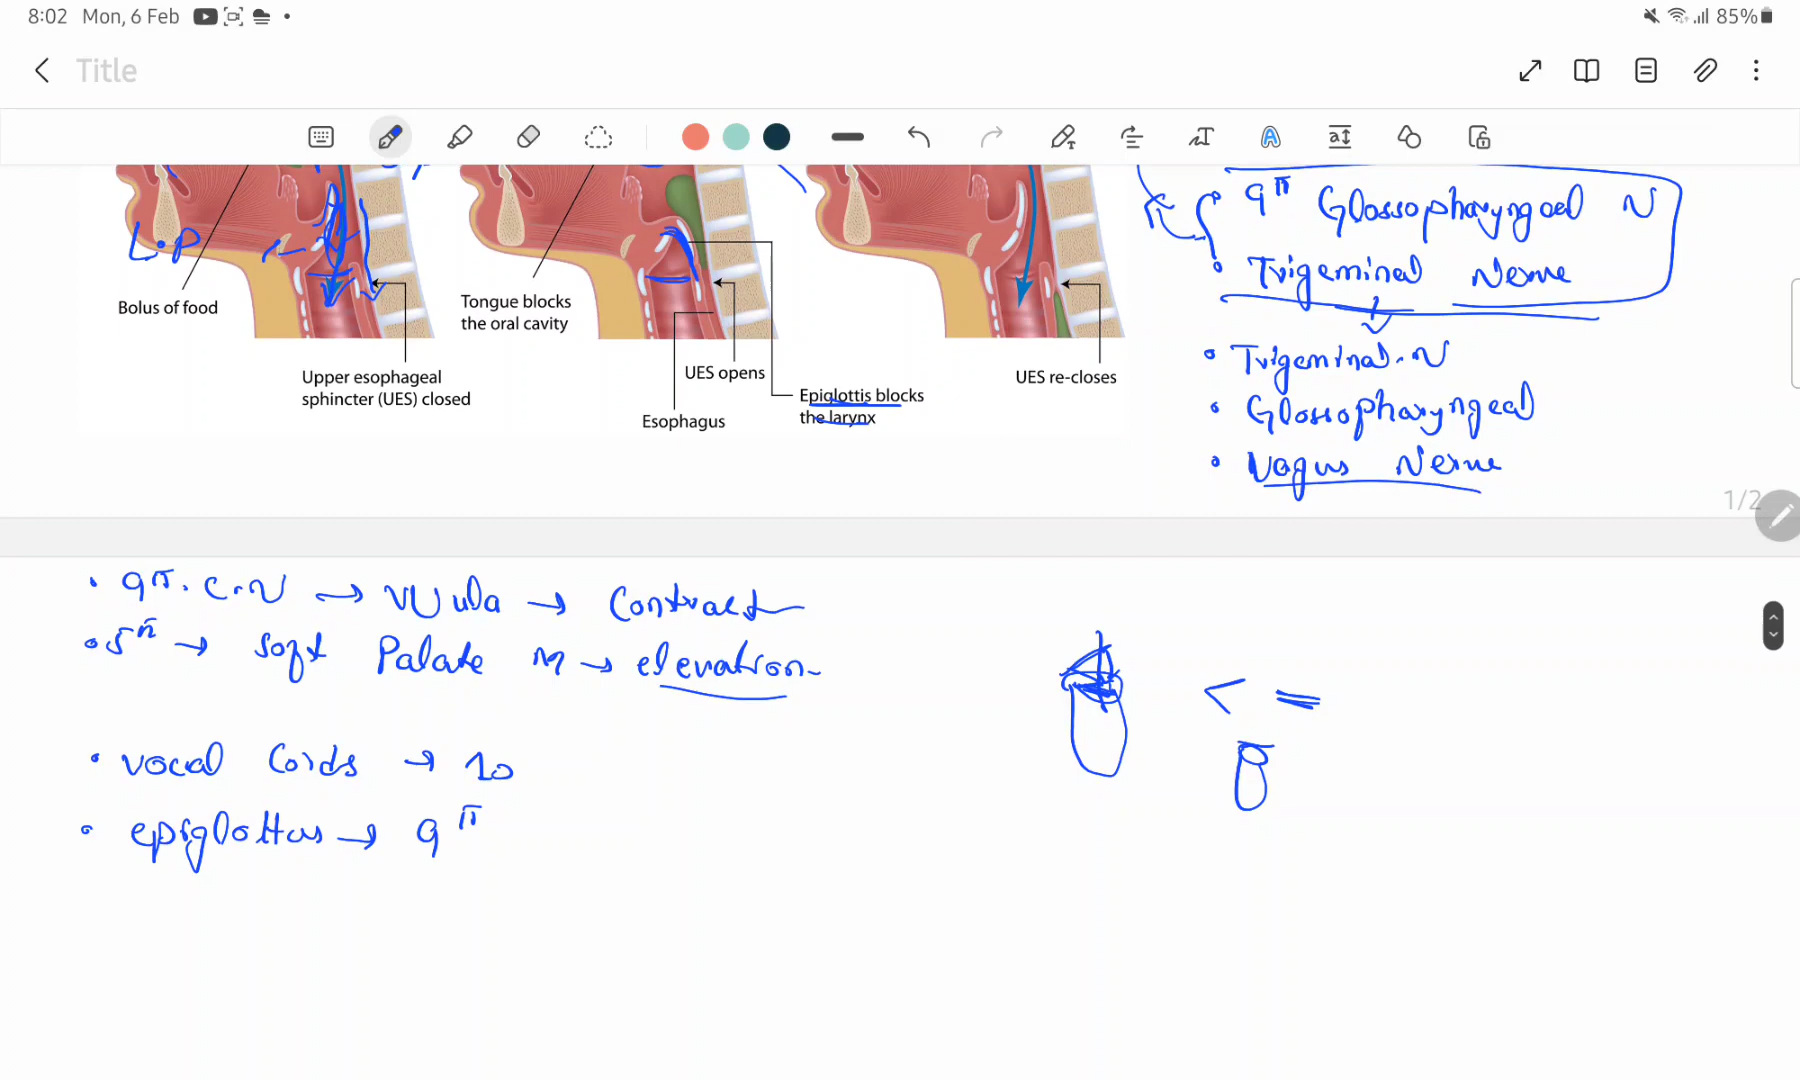 8:02 Mon, 6 Feb
85%
Title
Bolus of food
Upper esophageal
sphincter (UES) closed
Tongue blocks
the oral cavity
Esophagus
UES opens
Epiglottis blocks
the larynx
UES re-closes
L.P
9th Glossopharyngeal N
Trigeminal Nerve
Trigeminal. N
Glossopharyngeal
Vagus Nerve
1/2
9th. C.N → Uvula → Contract
5th → Soft Palate M → elevation
vocal Cords → 10
epiglottus → 9th
< =